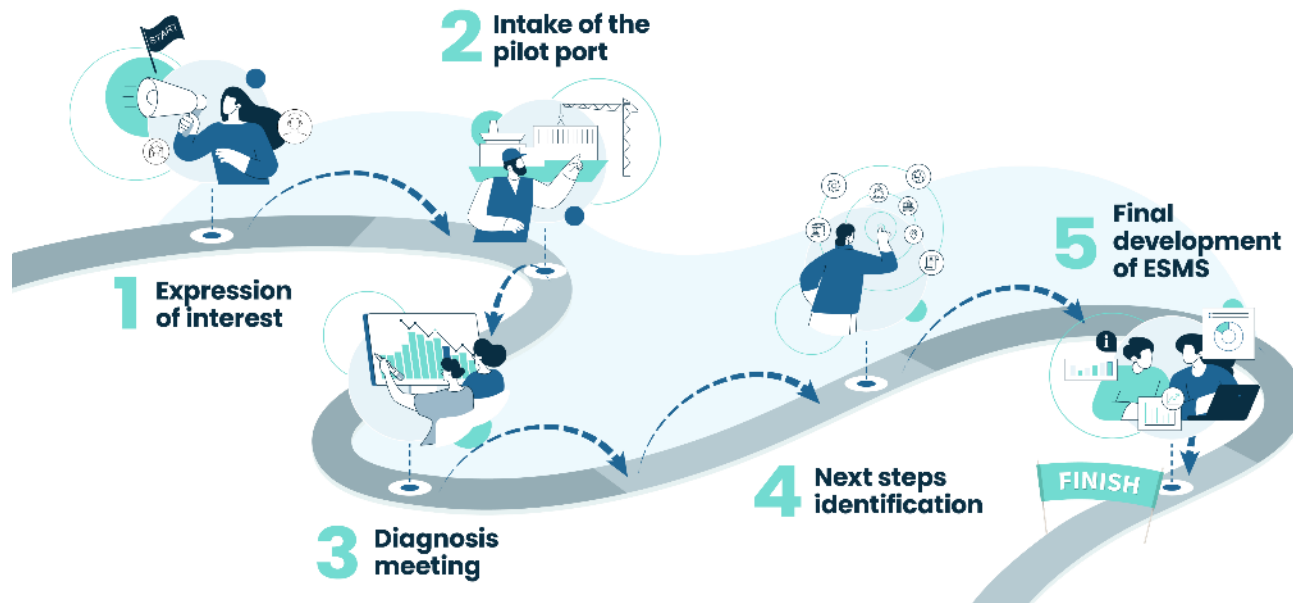 START
1
Expression
of interest
2
Intake of the
pilot port
3
Diagnosis
meeting
4
Next steps
identification
5
Final
development
of ESMS
i
FINISH